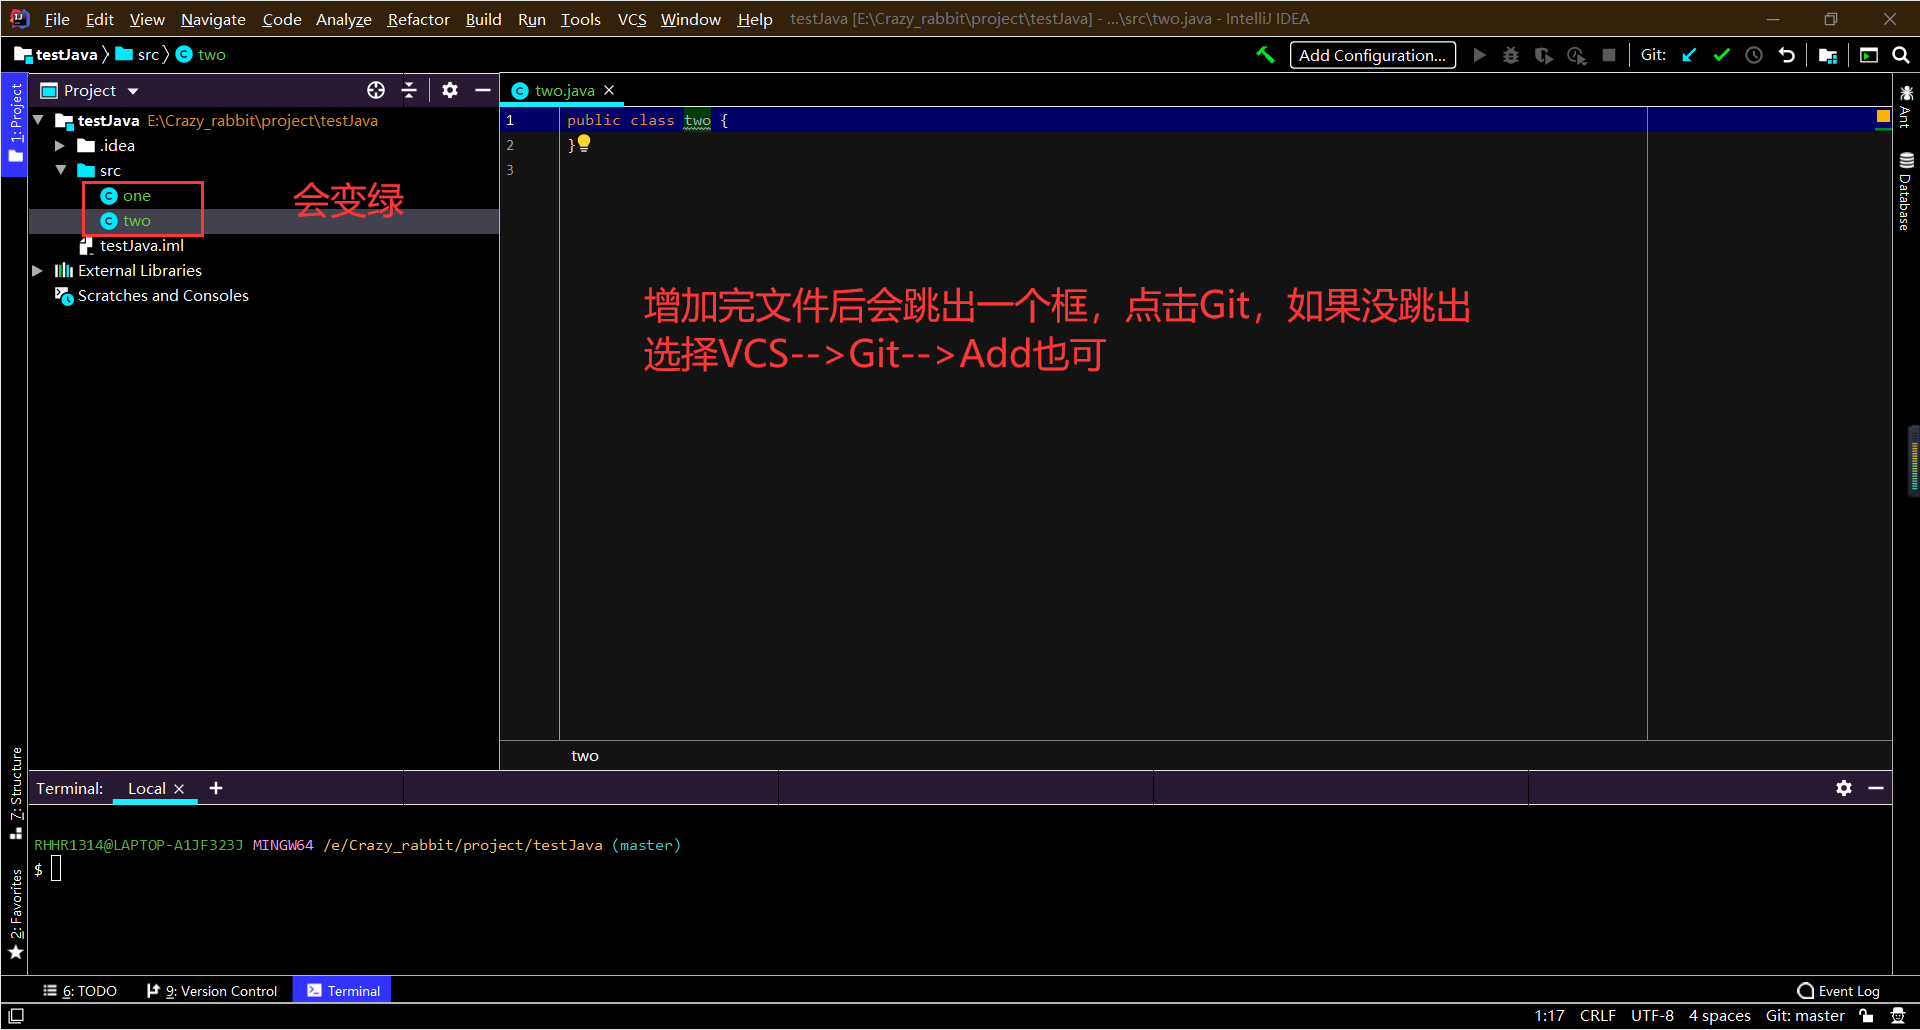 File Edit View Navigate Code Analyze Refactor Build Run Tools VCS Window Help testJava [E:\Crazy_rabbit\project\testJava] - ...\src\two.java - IntelliJ IDEA
testJava src two Add Configuration... Git:
1: Project
Project
two.java
testJava E:\Crazy_rabbit\project\testJava
.idea
src
one
two
testJava.iml
External Libraries
Scratches and Consoles
会变绿
1 public class two {
2 }
3
增加完文件后会跳出一个框，点击Git，如果没跳出
选择VCS-->Git-->Add也可
two
Ant
Database
7: Structure
2: Favorites
Terminal: Local
RHHR1314@LAPTOP-A1JF323J MINGW64 /e/Crazy_rabbit/project/testJava (master)
$
6: TODO 9: Version Control Terminal Event Log
1:17 CRLF UTF-8 4 spaces Git: master